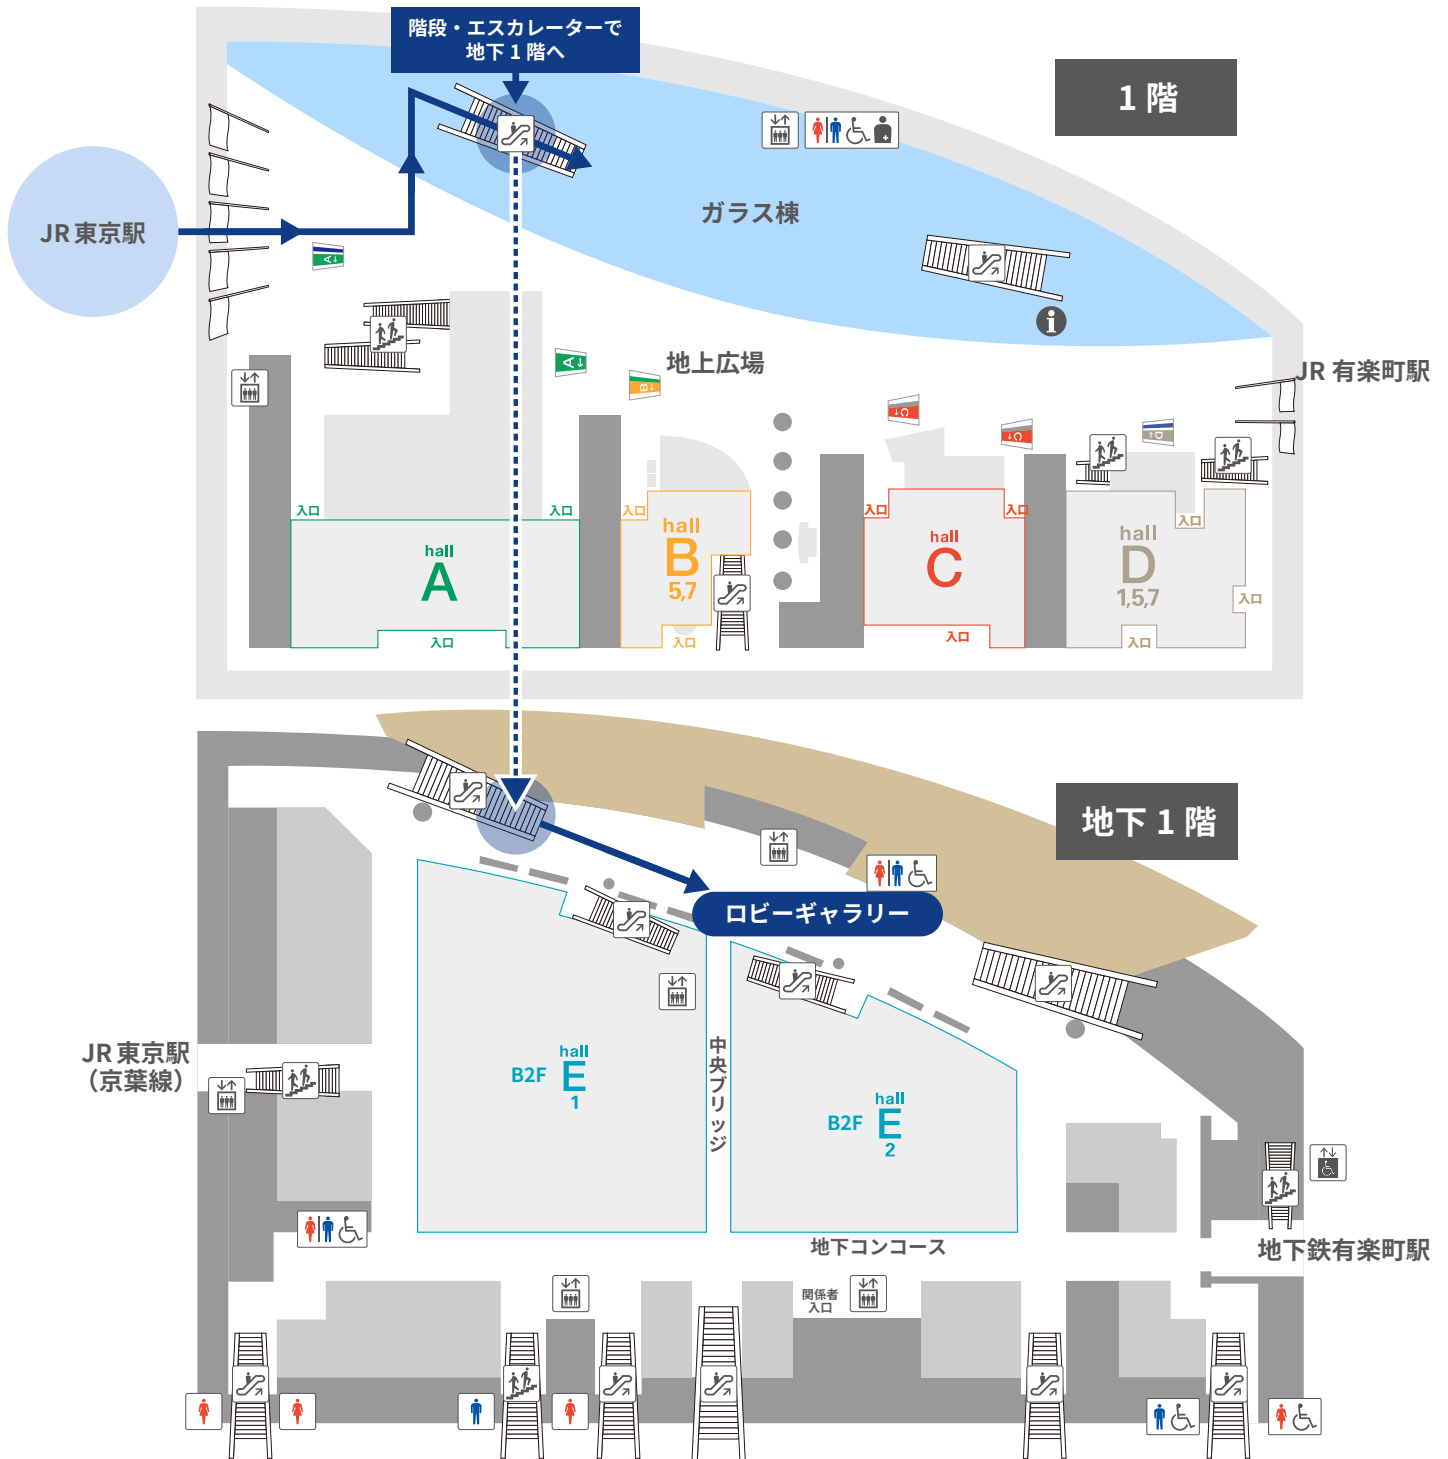 階段・エスカレーターで
地下 1 階へ
1 階
JR 東京駅
ガラス棟
i
A
A
B
C
C
D
地上広場
JR 有楽町駅
入口
入口
hall
A
入口
入口
hall
B
5,7
入口
入口
入口
hall
C
入口
入口
hall
D
1,5,7
入口
入口
地下 1 階
ロビーギャラリー
JR 東京駅
（京葉線）
B2F
hall
E
1
中央ブリッジ
B2F
hall
E
2
地下コンコース
地下鉄有楽町駅
関係者
入口